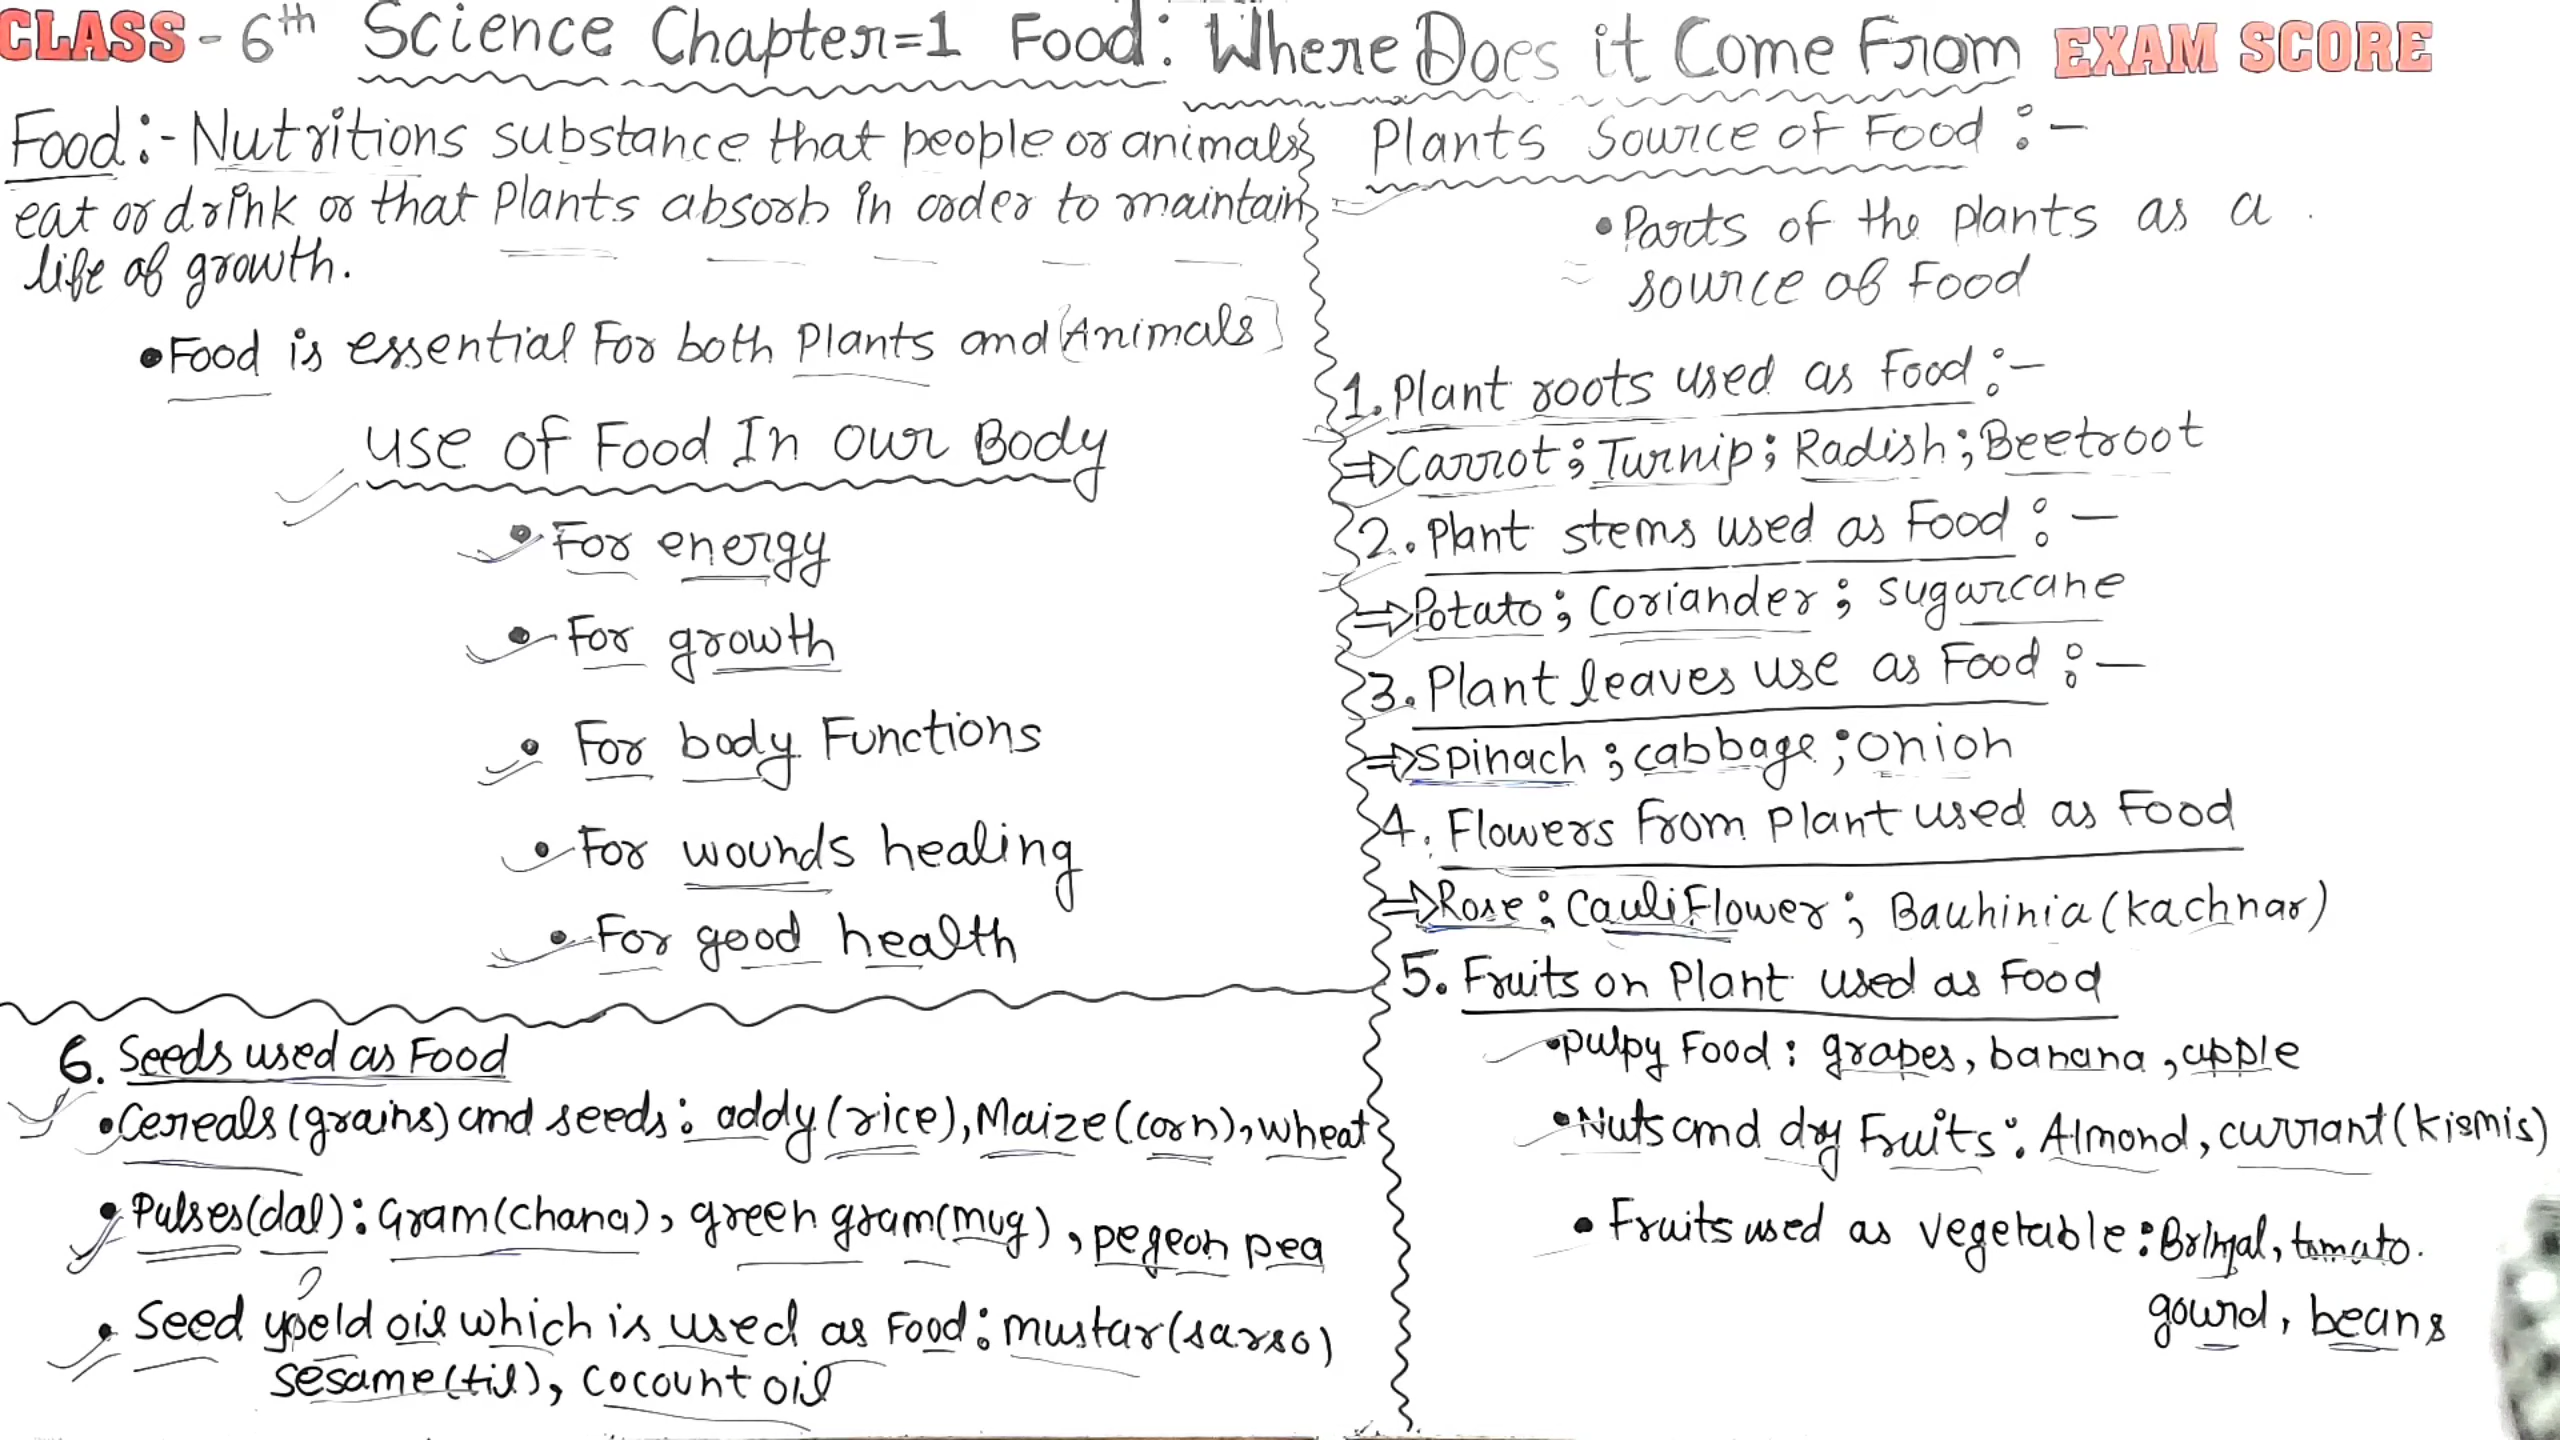 CLASS - 6th Science Chapter=1 Food: Where Does it Come From EXAM SCORE
Food:- Nutritions substance that people or animals
eat or drink or that Plants absorb in order to maintain
life of growth.
•Food is essential For both Plants and [Animals]
use of Food In our Body
• For energy
• For growth
• For body Functions
• For wounds healing
• For good health
Plants Source of Food :-
•Parts of the plants as a
source of Food
1. Plant roots used as Food :-
⇒Carrot; Turnip; Radish; Beetroot
2. Plant stems used as Food :-
⇒Potato; Coriander; sugarcane
3. Plant leaves use as Food :-
⇒spinach; cabbage; onion
4. Flowers From Plant used as Food
⇒Rose; CauliFlower; Bauhinia (kachnar)
5. Fruits on Plant used as Food
•pulpy Food: grapes, banana, apple
•Nuts and dry Fruits: Almond, currant (kismis)
• Fruits used as vegetable: Brinjal, tomato.
gourd, beans
6. Seeds used as Food
•Cereals (grains) and seeds: addy (rice), Maize (corn), wheat
• Pulses (dal): Gram (chana), green gram (mug), pegeon pea
• Seed yield oil which is used as Food: mustar (sarso)
sesame (til), cocount oil